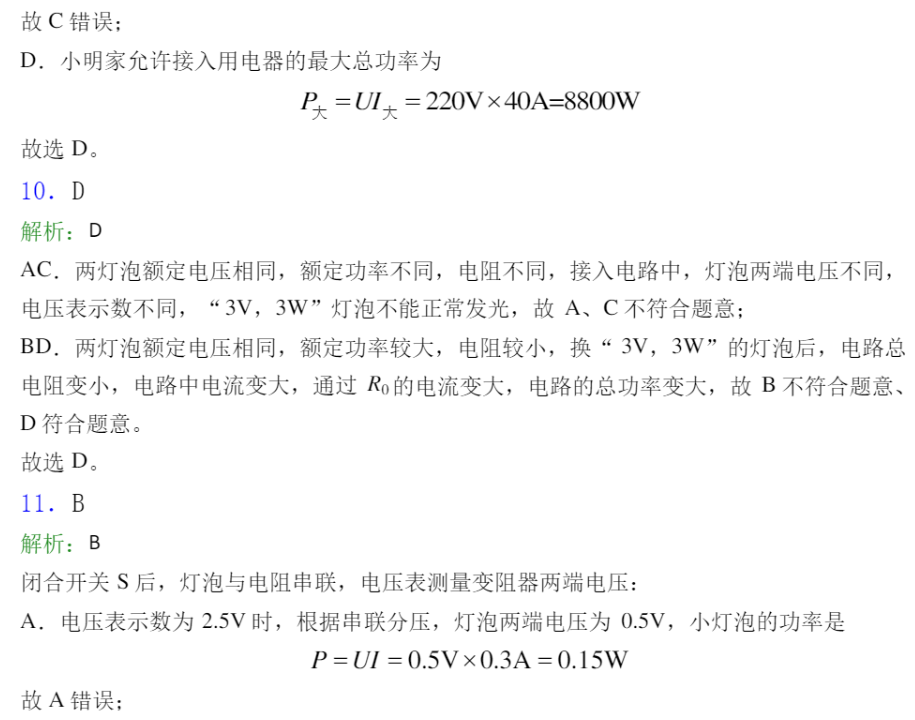 故 C 错误；
D．小明家允许接入用电器的最大总功率为
P大 =UI大 = 220V×40A=8800W
故选 D。
10. D
解析：D
AC．两灯泡额定电压相同，额定功率不同，电阻不同，接入电路中，灯泡两端电压不同，
电压表示数不同，“3V，3W”灯泡不能正常发光，故 A、C 不符合题意；
BD．两灯泡额定电压相同，额定功率较大，电阻较小，换“ 3V，3W”的灯泡后，电路总
电阻变小，电路中电流变大，通过 R0的电流变大，电路的总功率变大，故 B 不符合题意、
D 符合题意。
故选 D。
11. B
解析：B
闭合开关 S 后，灯泡与电阻串联，电压表测量变阻器两端电压：
A．电压表示数为 2.5V 时，根据串联分压，灯泡两端电压为 0.5V，小灯泡的功率是
P = UI = 0.5V×0.3A = 0.15W
故 A 错误；